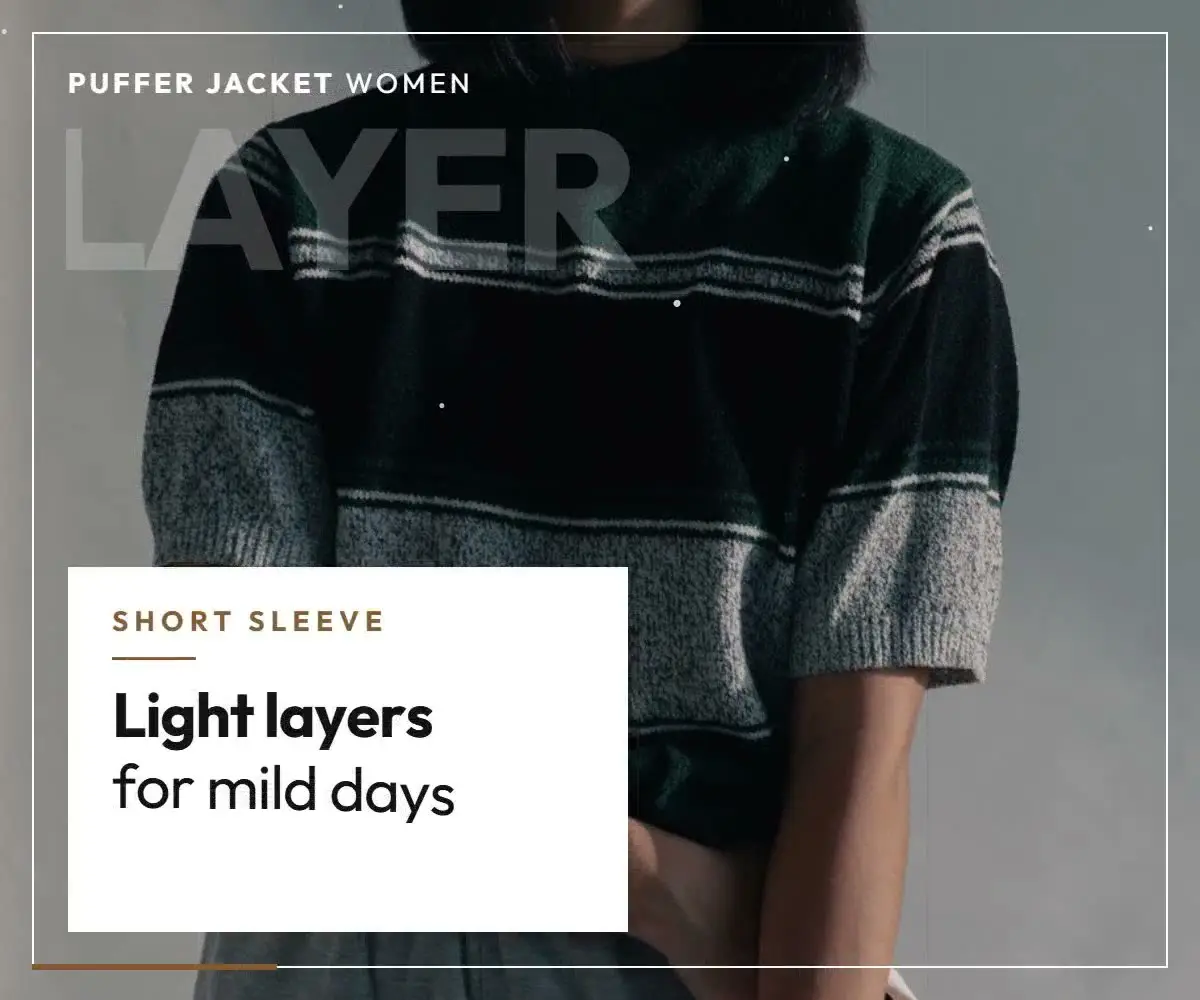 PUFFER JACKET WOMEN
LAYER
SHORT SLEEVE
Light layers
for mild days